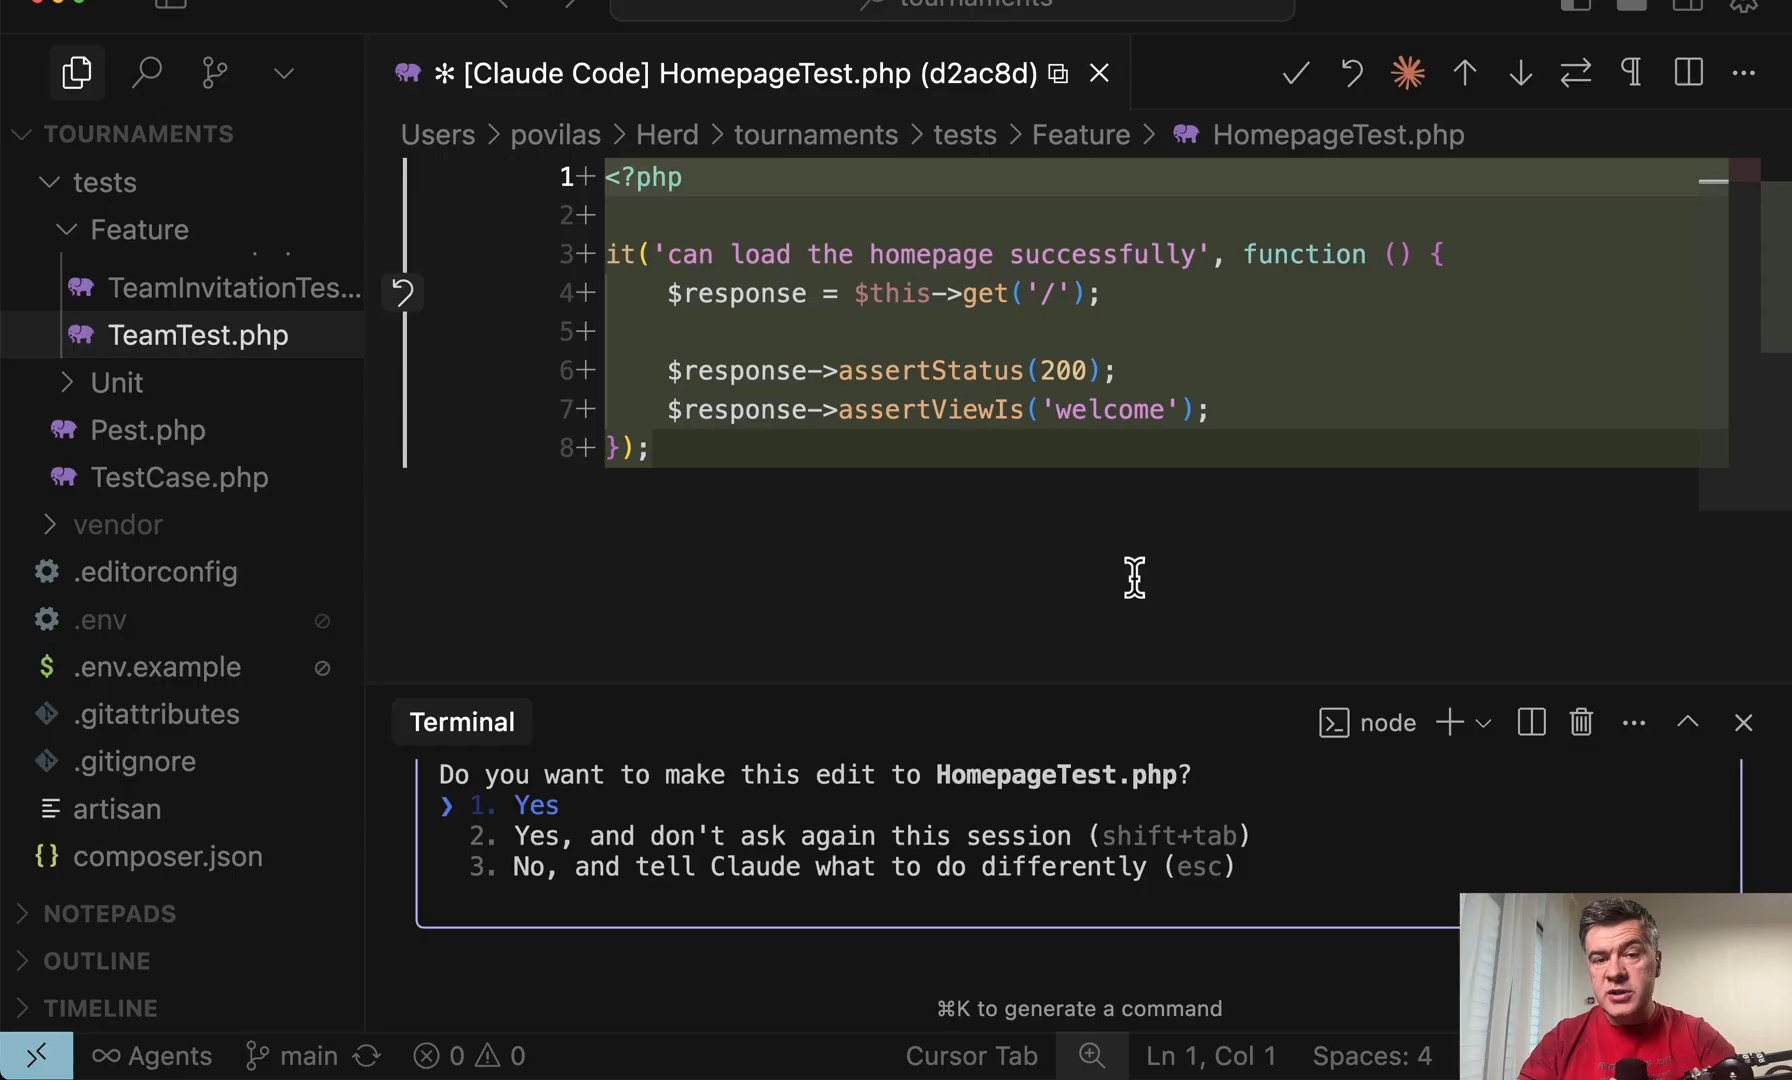 tournaments
[Claude Code] HomepageTest.php (d2ac8d)
TOURNAMENTS
tests
Feature
TeamInvitationTes...
TeamTest.php
Unit
Pest.php
TestCase.php
vendor
.editorconfig
.env
.env.example
.gitattributes
.gitignore
artisan
composer.json
NOTEPADS
OUTLINE
TIMELINE
Users > povilas > Herd > tournaments > tests > Feature > HomepageTest.php
1+ <?php
2+
3+ it('can load the homepage successfully', function () {
4+ $response = $this->get('/');
5+
6+ $response->assertStatus(200);
7+ $response->assertViewIs('welcome');
8+ });
Terminal
node
Do you want to make this edit to HomepageTest.php?
❯ 1. Yes
2. Yes, and don't ask again this session (shift+tab)
3. No, and tell Claude what to do differently (esc)
⌘K to generate a command
Agents
main
0
0
Cursor Tab
Ln 1, Col 1
Spaces: 4